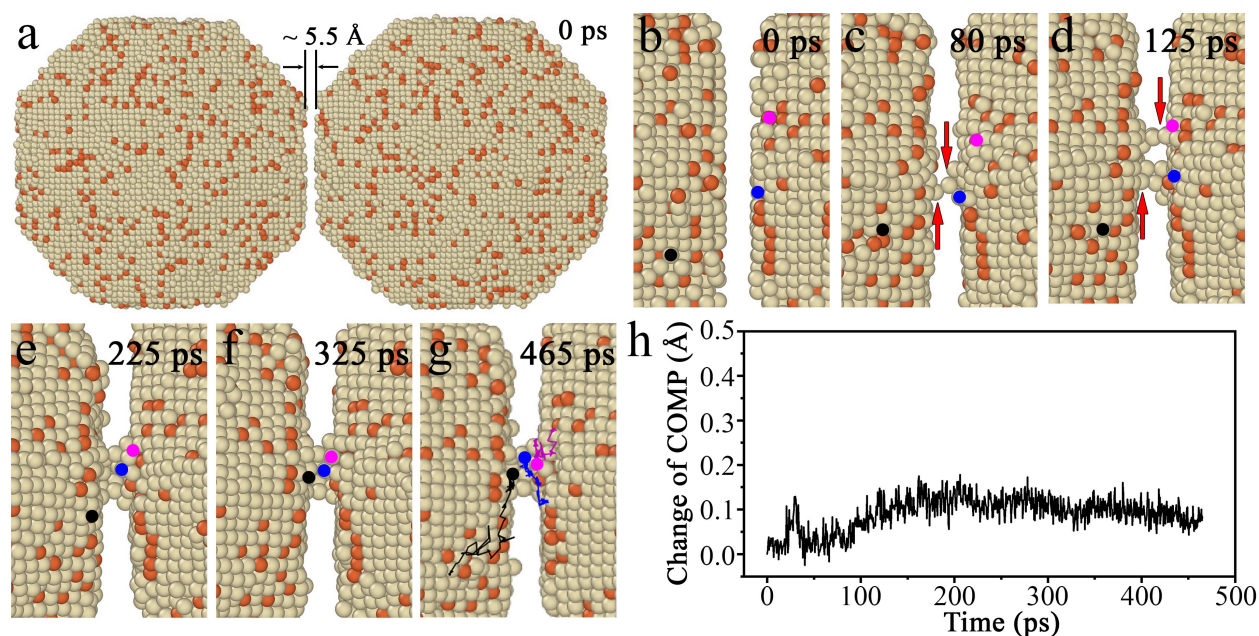 a
~ 5.5 Å
0 ps
b
0 ps
c
80 ps
d
125 ps
e
225 ps
f
325 ps
g
465 ps
h
Change of COMP (Å)
0.5
0.4
0.3
0.2
0.1
0.0
0
100
200
300
400
500
Time (ps)